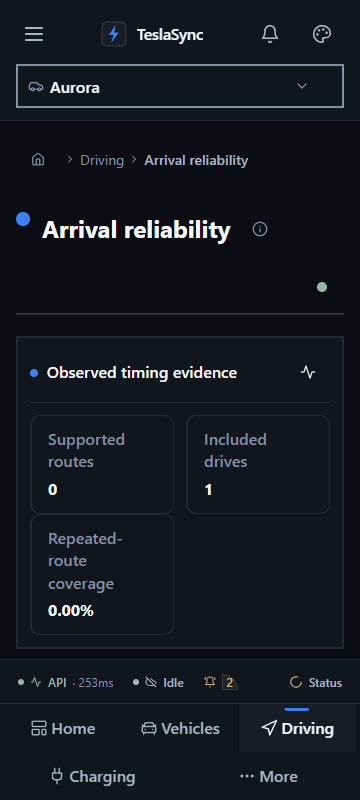 TeslaSync
Aurora
Driving
Arrival reliability
Arrival reliability
Observed timing evidence
Supported
routes
0
Included
drives
1
Repeated-
route
coverage
0.00%
API · 253ms
Idle
2
Status
Home
Vehicles
Driving
Charging
More